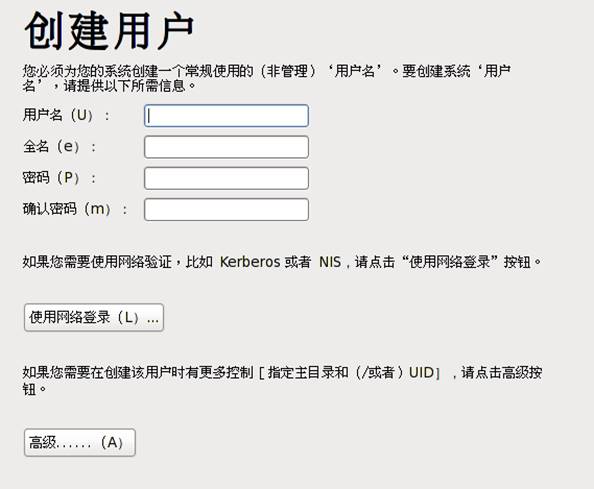 创建用户
您必须为您的系统创建一个常规使用的（非管理）‘用户名’。要创建系统‘用户
名’，请提供以下所需信息。
用户名（U）：
全名（e）：
密码（P）：
确认密码（m）：
如果您需要使用网络验证，比如 Kerberos 或者 NIS，请点击“使用网络登录”按钮。
使用网络登录（L）...
如果您需要在创建该用户时有更多控制［指定主目录和（/或者）UID］，请点击高级按
钮。
高级......（A）